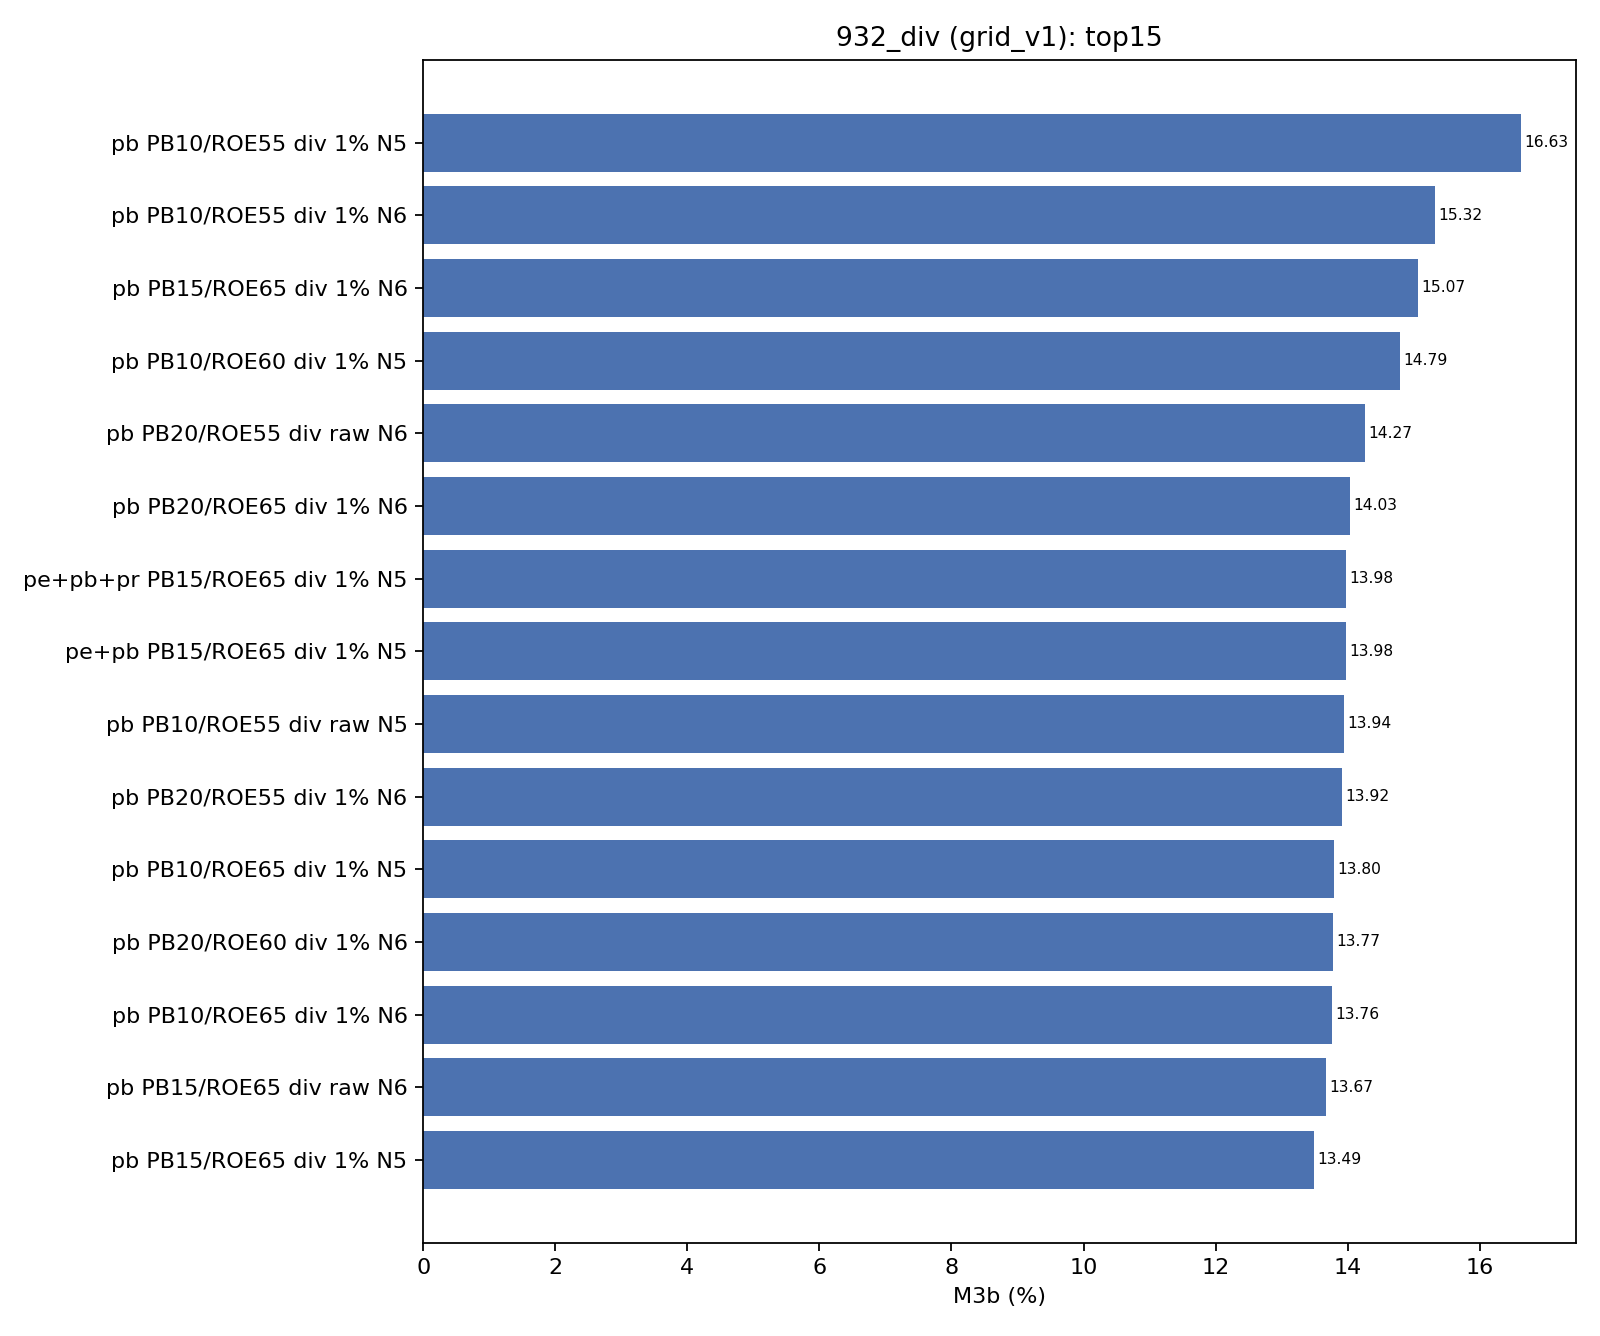 932_div (grid_v1): top15
pb PB10/ROE55 div 1% N5 16.63
pb PB10/ROE55 div 1% N6 15.32
pb PB15/ROE65 div 1% N6 15.07
pb PB10/ROE60 div 1% N5 14.79
pb PB20/ROE55 div raw N6 14.27
pb PB20/ROE65 div 1% N6 14.03
pe+pb+pr PB15/ROE65 div 1% N5 13.98
pe+pb PB15/ROE65 div 1% N5 13.98
pb PB10/ROE55 div raw N5 13.94
pb PB20/ROE55 div 1% N6 13.92
pb PB10/ROE65 div 1% N5 13.80
pb PB20/ROE60 div 1% N6 13.77
pb PB10/ROE65 div 1% N6 13.76
pb PB15/ROE65 div raw N6 13.67
pb PB15/ROE65 div 1% N5 13.49
0 2 4 6 8 10 12 14 16
M3b (%)